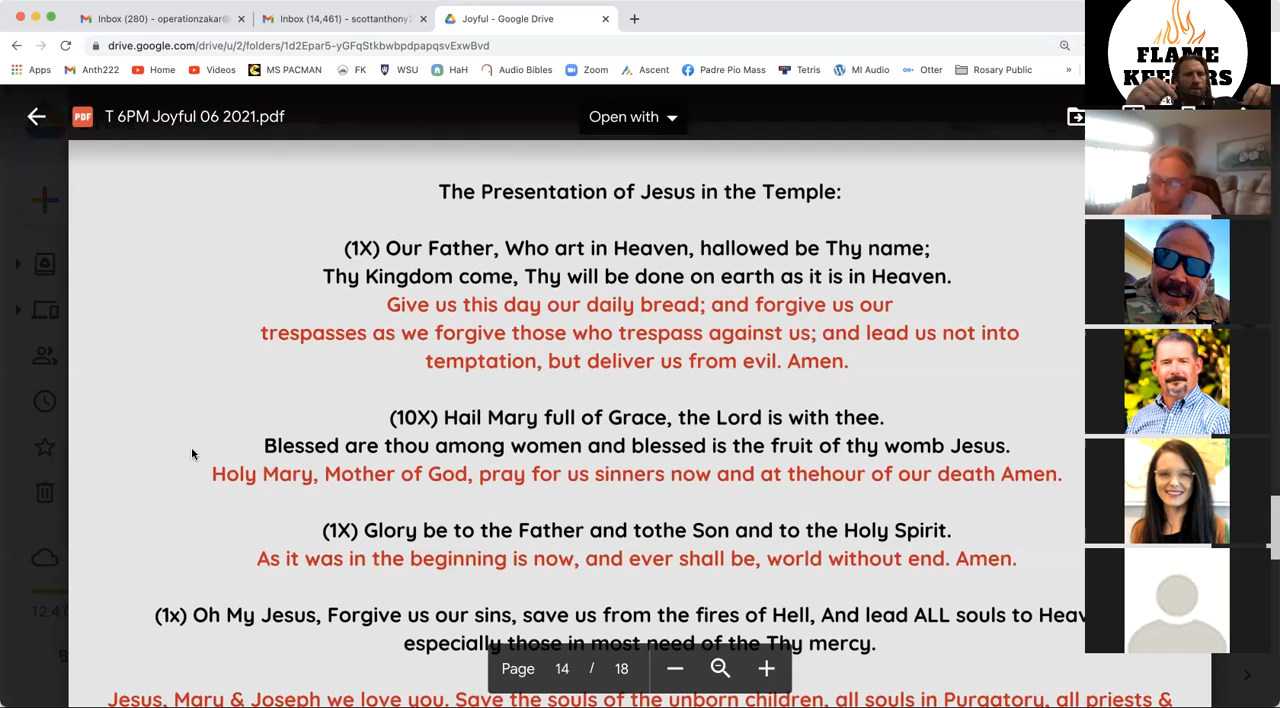 Inbox (280) - operationzakar@
Inbox (14,461) - scottanthony
Joyful - Google Drive
drive.google.com/drive/u/2/folders/1d2Epar5-yGFqStkbwbpdpapqsvExwBvd
Apps Anth222 Home Videos MS PACMAN FK WSU Han Audio Bibles Zoom Ascent Padre Pio Mass Tetris MI Audio Otter Rosary Public »
FLAME
KEEPERS
PDF T 6PM Joyful 06 2021.pdf
Open with
The Presentation of Jesus in the Temple:
(1X) Our Father, Who art in Heaven, hallowed be Thy name;
Thy Kingdom come, Thy will be done on earth as it is in Heaven.
Give us this day our daily bread; and forgive us our
trespasses as we forgive those who trespass against us; and lead us not into
temptation, but deliver us from evil. Amen.
(10X) Hail Mary full of Grace, the Lord is with thee.
Blessed are thou among women and blessed is the fruit of thy womb Jesus.
Holy Mary, Mother of God, pray for us sinners now and at thehour of our death Amen.
(1X) Glory be to the Father and tothe Son and to the Holy Spirit.
As it was in the beginning is now, and ever shall be, world without end. Amen.
(1x) Oh My Jesus, Forgive us our sins, save us from the fires of Hell, And lead ALL souls to Heav
especially those in most need of the Thy mercy.
12.4
Page 14 / 18
Jesus, Mary & Joseph we love you. Save the souls of the unborn children, all souls in Purgatory, all priests &